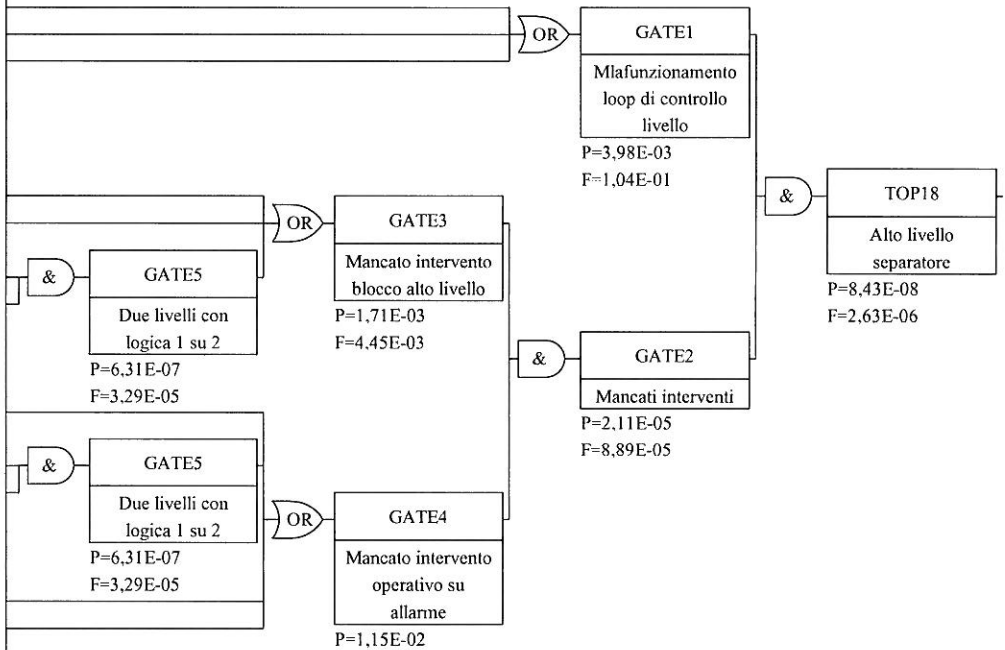 OR
GATE1
Mlafunzionamento
loop di controllo
livello
P=3,98E-03
F=1,04E-01
&
TOP18
Alto livello
separatore
P=8,43E-08
F=2,63E-06
OR
GATE3
Mancato intervento
blocco alto livello
P=1,71E-03
F=4,45E-03
&
GATE5
Due livelli con
logica 1 su 2
P=6,31E-07
F=3,29E-05
&
GATE2
Mancati interventi
P=2,11E-05
F=8,89E-05
&
GATE5
Due livelli con
logica 1 su 2
P=6,31E-07
F=3,29E-05
OR
GATE4
Mancato intervento
operativo su
allarme
P=1,15E-02